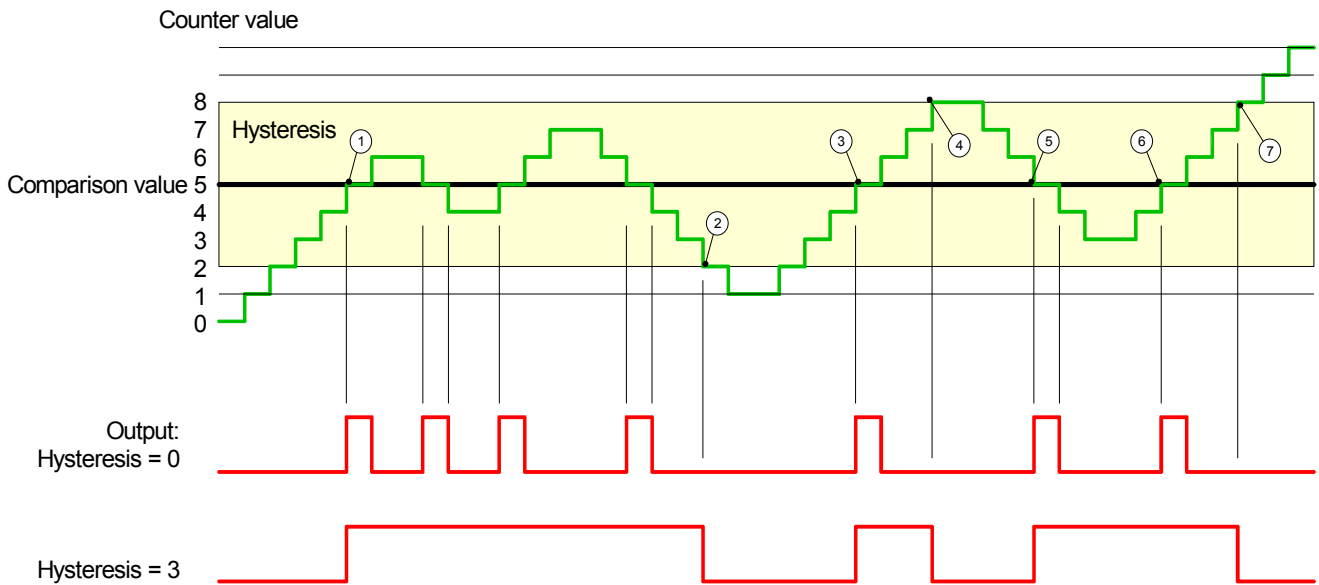 Counter value
8
7
Hysteresis
1
3
4
5
6
7
6
Comparison value 5
4
3
2
2
1
0
Output:
Hysteresis = 0
Hysteresis = 3